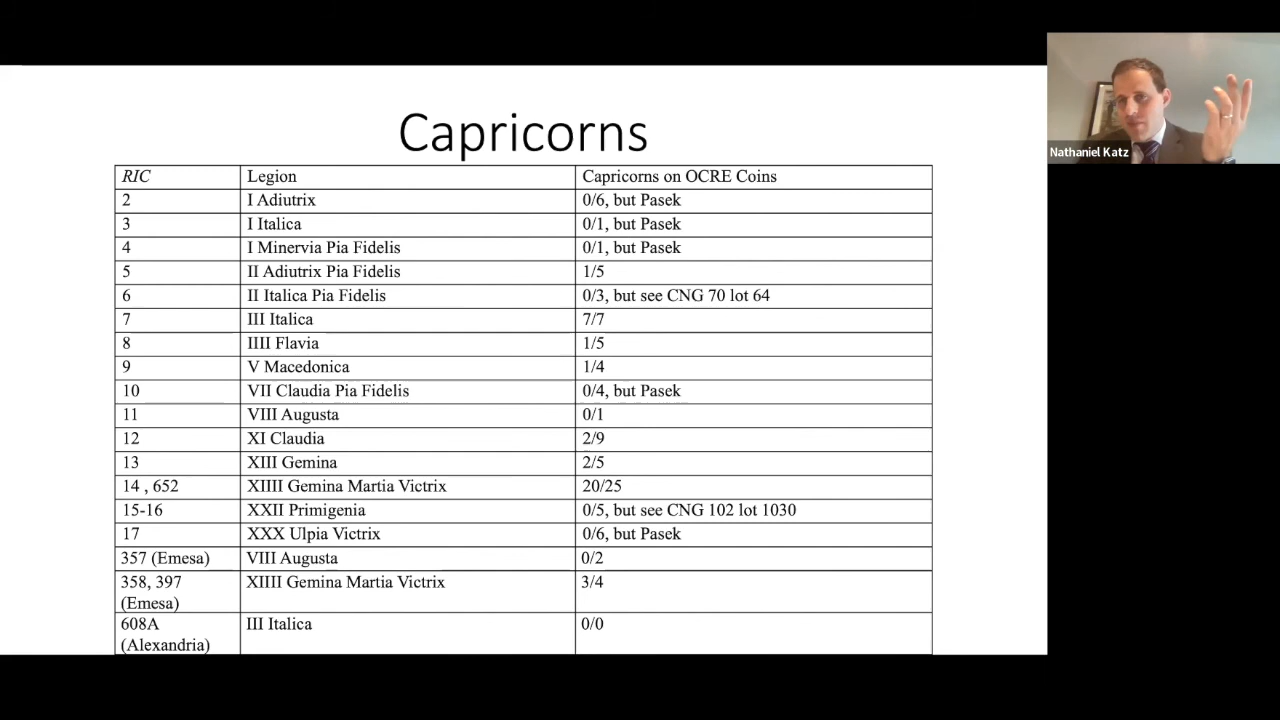 Capricorns
RIC Legion Capricorns on OCRE Coins
2 I Adiutrix 0/6, but Pasek
3 I Italica 0/1, but Pasek
4 I Minervia Pia Fidelis 0/1, but Pasek
5 II Adiutrix Pia Fidelis 1/5
6 II Italica Pia Fidelis 0/3, but see CNG 70 lot 64
7 III Italica 7/7
8 IIII Flavia 1/5
9 V Macedonica 1/4
10 VII Claudia Pia Fidelis 0/4, but Pasek
11 VIII Augusta 0/1
12 XI Claudia 2/9
13 XIII Gemina 2/5
14 , 652 XIIII Gemina Martia Victrix 20/25
15-16 XXII Primigenia 0/5, but see CNG 102 lot 1030
17 XXX Ulpia Victrix 0/6, but Pasek
357 (Emesa) VIII Augusta 0/2
358, 397 XIIII Gemina Martia Victrix 3/4
(Emesa)
608A III Italica 0/0
(Alexandria)
Nathaniel Katz